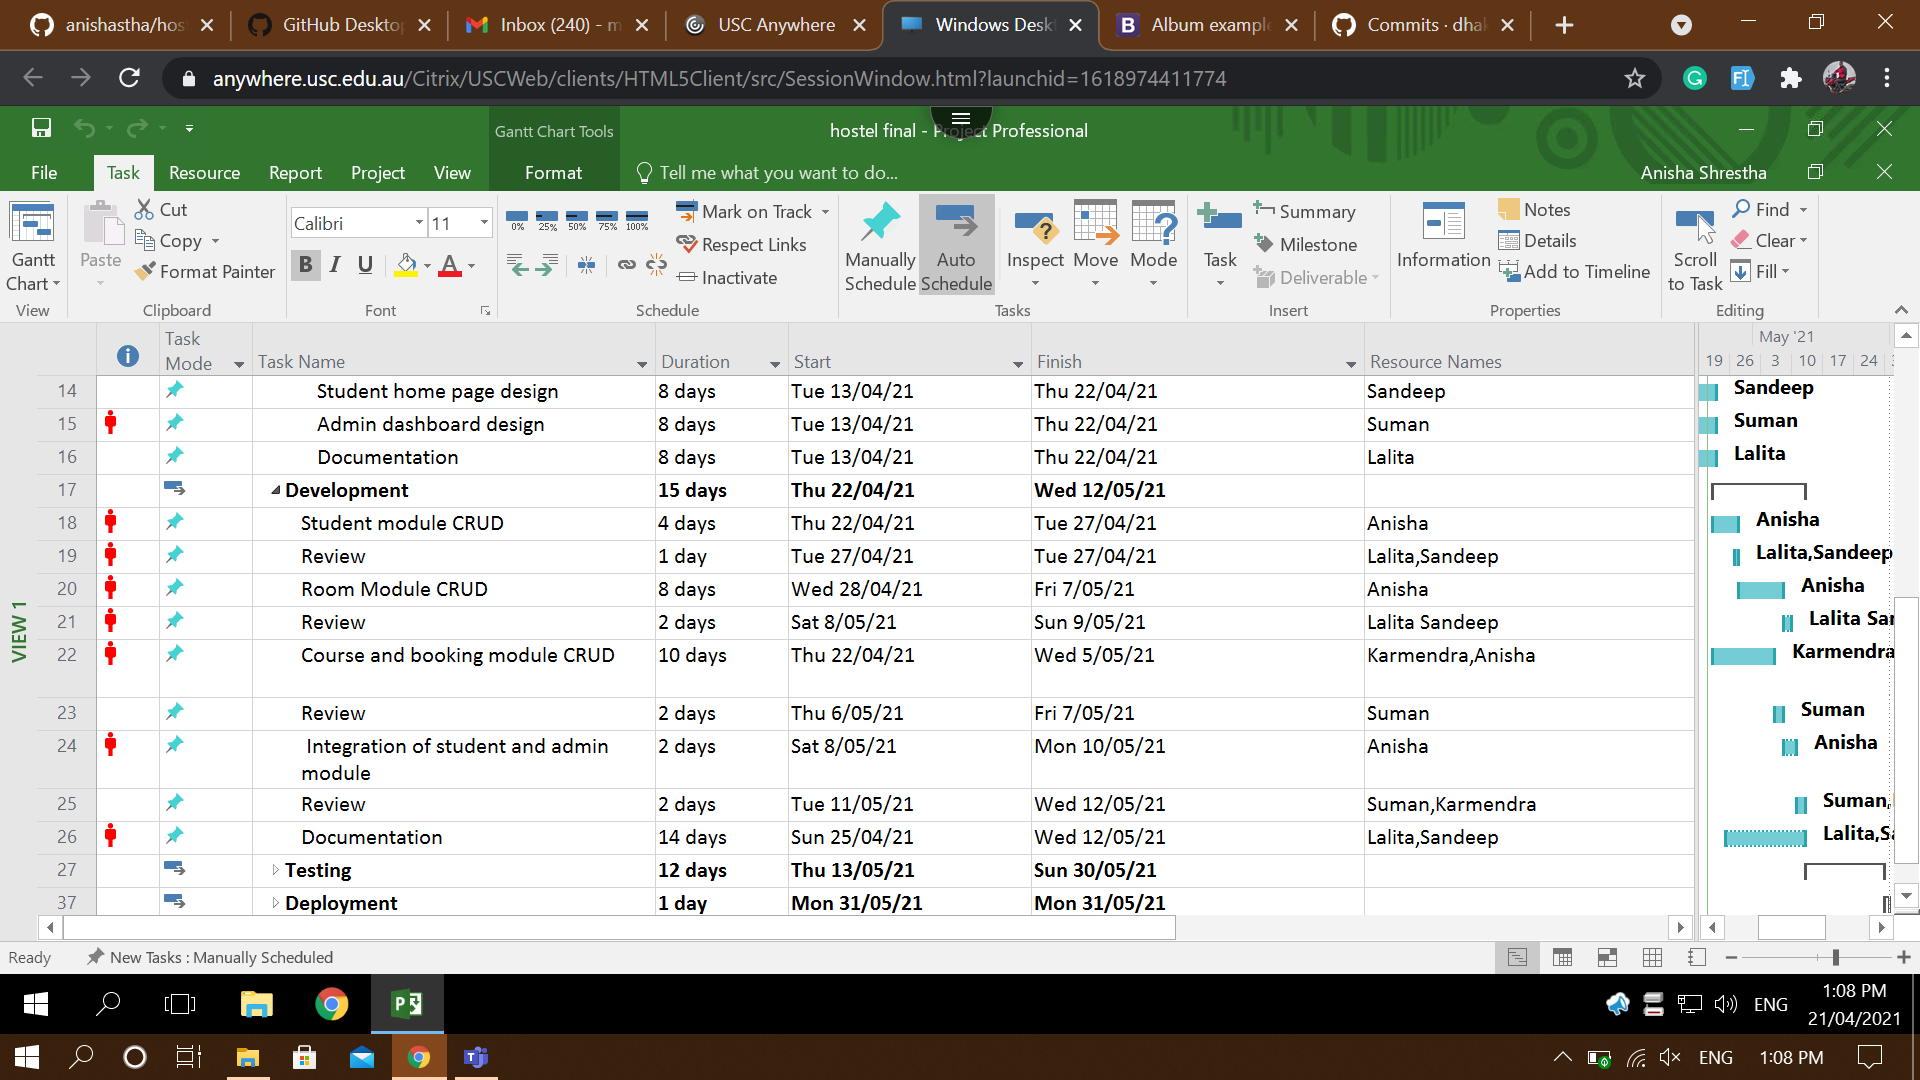 anishastha/hos
GitHub Deskto
Inbox (240) - m
USC Anywhere
Windows Desk
Album example
Commits · dhak
anywhere.usc.edu.au/Citrix/USCWeb/clients/HTML5Client/src/SessionWindow.html?launchid=1618974411774
Gantt Chart Tools
hostel final - Project Professional
File Task Resource Report Project View Format Tell me what you want to do... Anisha Shrestha
Gantt Chart
View
Paste
Cut
Copy
Format Painter
Clipboard
Calibri 11
B I U A
Font
0% 25% 50% 75% 100%
Mark on Track
Respect Links
Inactivate
Schedule
Manually Schedule
Auto Schedule
Inspect
Move
Mode
Tasks
Task
Summary
Milestone
Deliverable
Insert
Information
Notes
Details
Add to Timeline
Properties
Scroll to Task
Find
Clear
Fill
Editing
Task Mode Task Name Duration Start Finish Resource Names
May '21
19 26 3 10 17 24
VIEW 1
14 Student home page design 8 days Tue 13/04/21 Thu 22/04/21 Sandeep Sandeep
15 Admin dashboard design 8 days Tue 13/04/21 Thu 22/04/21 Suman Suman
16 Documentation 8 days Tue 13/04/21 Thu 22/04/21 Lalita Lalita
17 Development 15 days Thu 22/04/21 Wed 12/05/21
18 Student module CRUD 4 days Thu 22/04/21 Tue 27/04/21 Anisha Anisha
19 Review 1 day Tue 27/04/21 Tue 27/04/21 Lalita,Sandeep Lalita,Sandeep
20 Room Module CRUD 8 days Wed 28/04/21 Fri 7/05/21 Anisha Anisha
21 Review 2 days Sat 8/05/21 Sun 9/05/21 Lalita Sandeep Lalita San
22 Course and booking module CRUD 10 days Thu 22/04/21 Wed 5/05/21 Karmendra,Anisha Karmendra
23 Review 2 days Thu 6/05/21 Fri 7/05/21 Suman Suman
24 Integration of student and admin module 2 days Sat 8/05/21 Mon 10/05/21 Anisha Anisha
25 Review 2 days Tue 11/05/21 Wed 12/05/21 Suman,Karmendra Suman,
26 Documentation 14 days Sun 25/04/21 Wed 12/05/21 Lalita,Sandeep Lalita,Sa
27 Testing 12 days Thu 13/05/21 Sun 30/05/21
37 Deployment 1 day Mon 31/05/21 Mon 31/05/21
Ready New Tasks : Manually Scheduled
ENG 1:08 PM
21/04/2021
ENG 1:08 PM